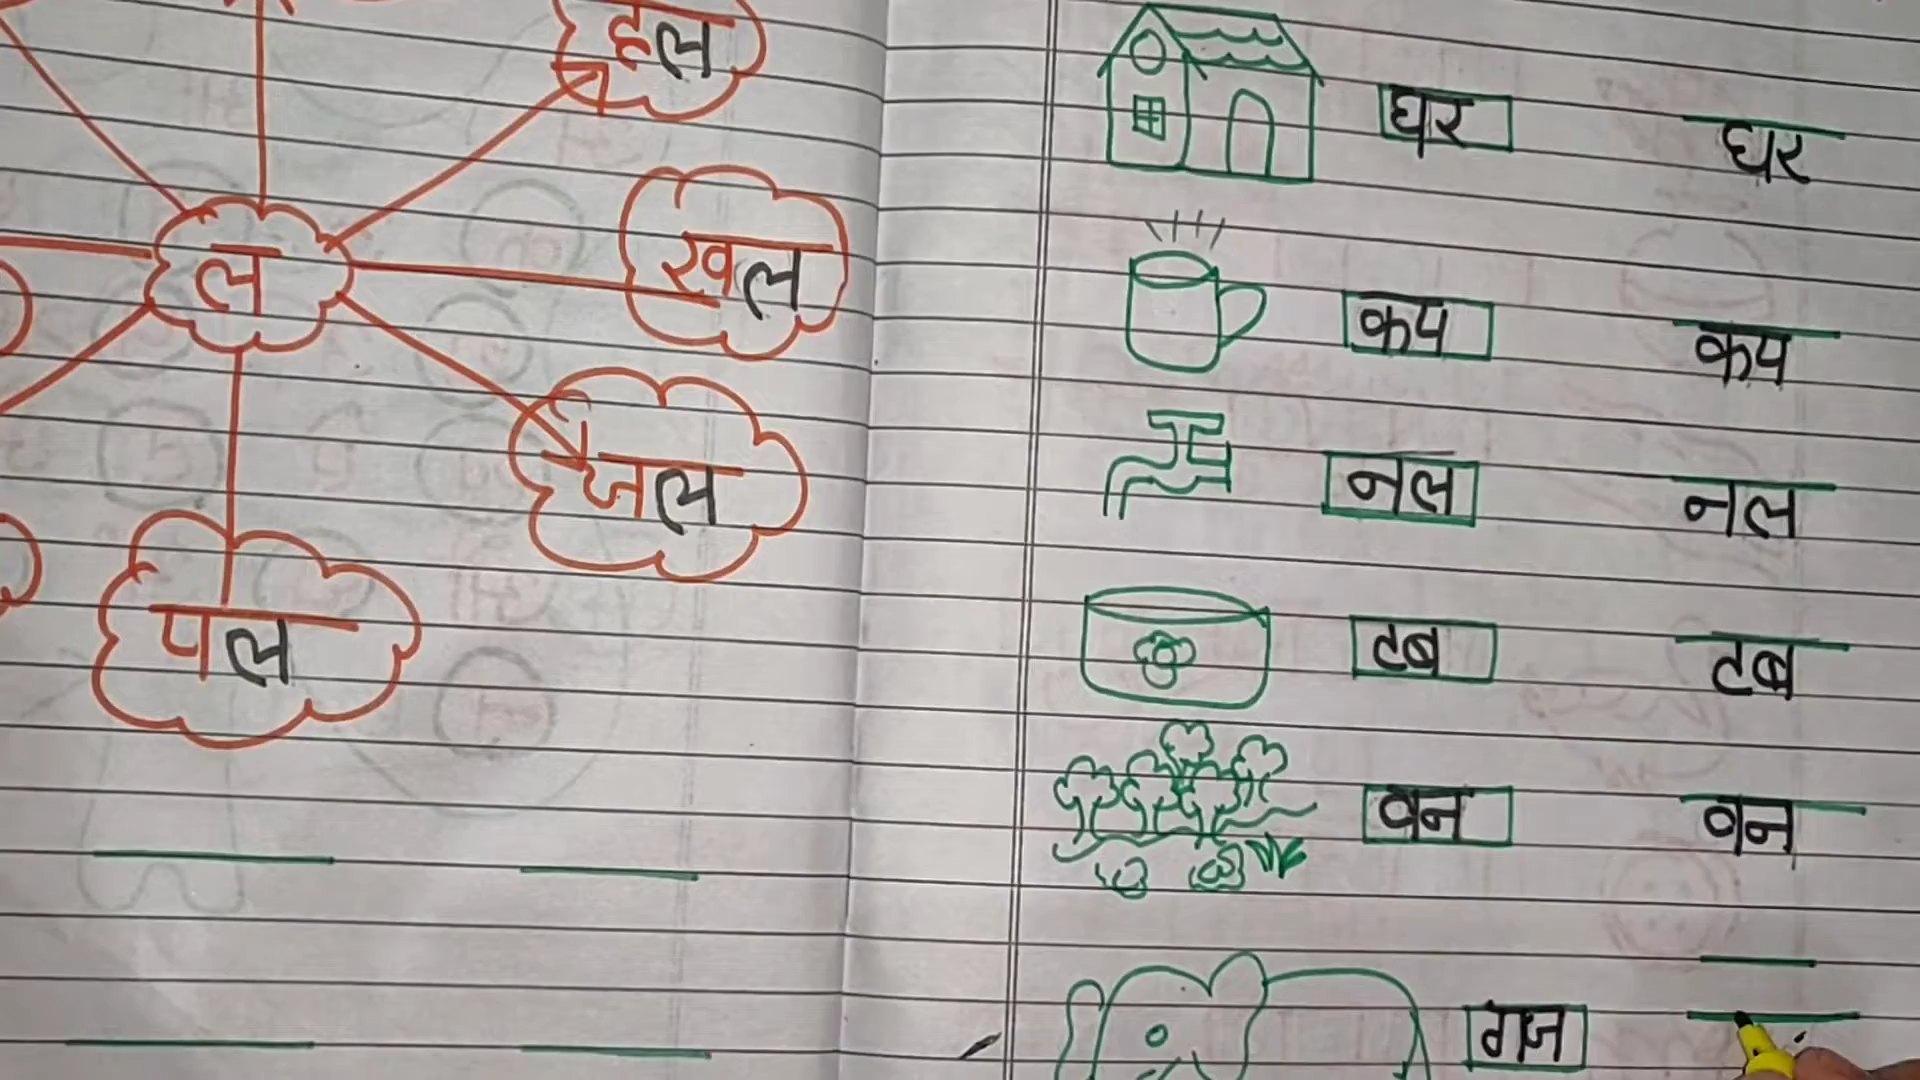 हल
ल
खल
जल
पल
घर घर
कप कप
नल नल
टब टब
वन वन
गज